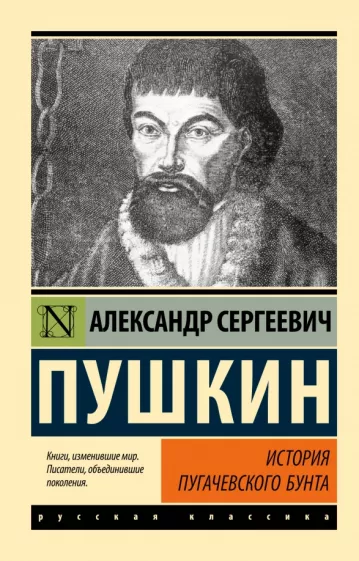 N
АЛЕКСАНДР СЕРГЕЕВИЧ
ПУШКИН
Книги, изменившие мир.
Писатели, объединившие
поколения.
ИСТОРИЯ
ПУГАЧЕВСКОГО БУНТА
русская классика